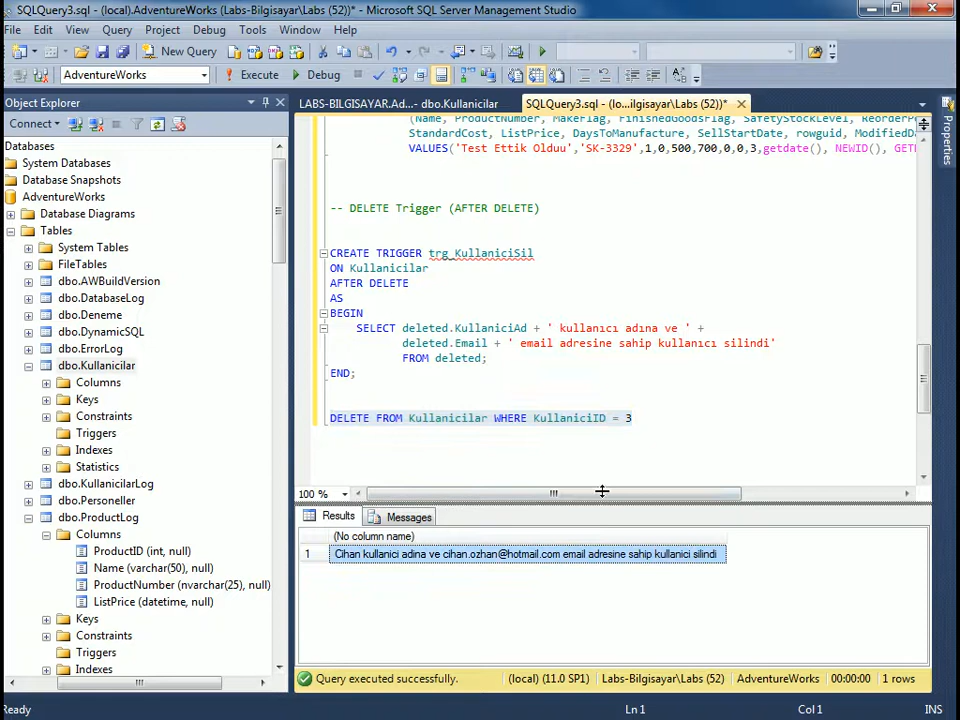 SQLQuery3.sql - (local).AdventureWorks (Labs-Bilgisayar\Labs (52))* - Microsoft SQL Server Management Studio
File Edit View Query Project Debug Tools Window Help
New Query
AdventureWorks Execute Debug
Object Explorer
Connect
Databases
System Databases
Database Snapshots
AdventureWorks
Database Diagrams
Tables
System Tables
FileTables
dbo.AWBuildVersion
dbo.DatabaseLog
dbo.Deneme
dbo.DynamicSQL
dbo.ErrorLog
dbo.Kullanicilar
Columns
Keys
Constraints
Triggers
Indexes
Statistics
dbo.KullanicilarLog
dbo.Personeller
dbo.ProductLog
Columns
ProductID (int, null)
Name (varchar(50), null)
ProductNumber (nvarchar(25), null)
ListPrice (datetime, null)
Keys
Constraints
Triggers
Indexes
LABS-BILGISAYAR.Ad...- dbo.Kullanicilar
SQLQuery3.sql - (lo...ilgisayar\Labs (52))*
(Name, ProductNumber, MakeFlag, FinishedGoodsFlag, SafetyStockLevel,
StandardCost, ListPrice, DaysToManufacture, SellStartDate, rowguid,
VALUES('Test Ettik Olduu','SK-3329',1,0,500,700,0,0,3,getdate(), NEWID(),
-- DELETE Trigger (AFTER DELETE)
CREATE TRIGGER trg_KullaniciSil
ON Kullanicilar
AFTER DELETE
AS
BEGIN
SELECT deleted.KullaniciAd + ' kullanıcı adına ve ' +
deleted.Email + ' email adresine sahip kullanıcı silindi'
FROM deleted;
END;
DELETE FROM Kullanicilar WHERE KullaniciID = 3
100 %
Results Messages
(No column name)
1 Cihan kullanici adina ve cihan.ozhan@hotmail.com email adresine sahip kullanici silindi
Query executed successfully. (local) (11.0 SP1) Labs-Bilgisayar\Labs (52) AdventureWorks 00:00:00 1 rows
Properties
Ready Ln 1 Col 1 INS